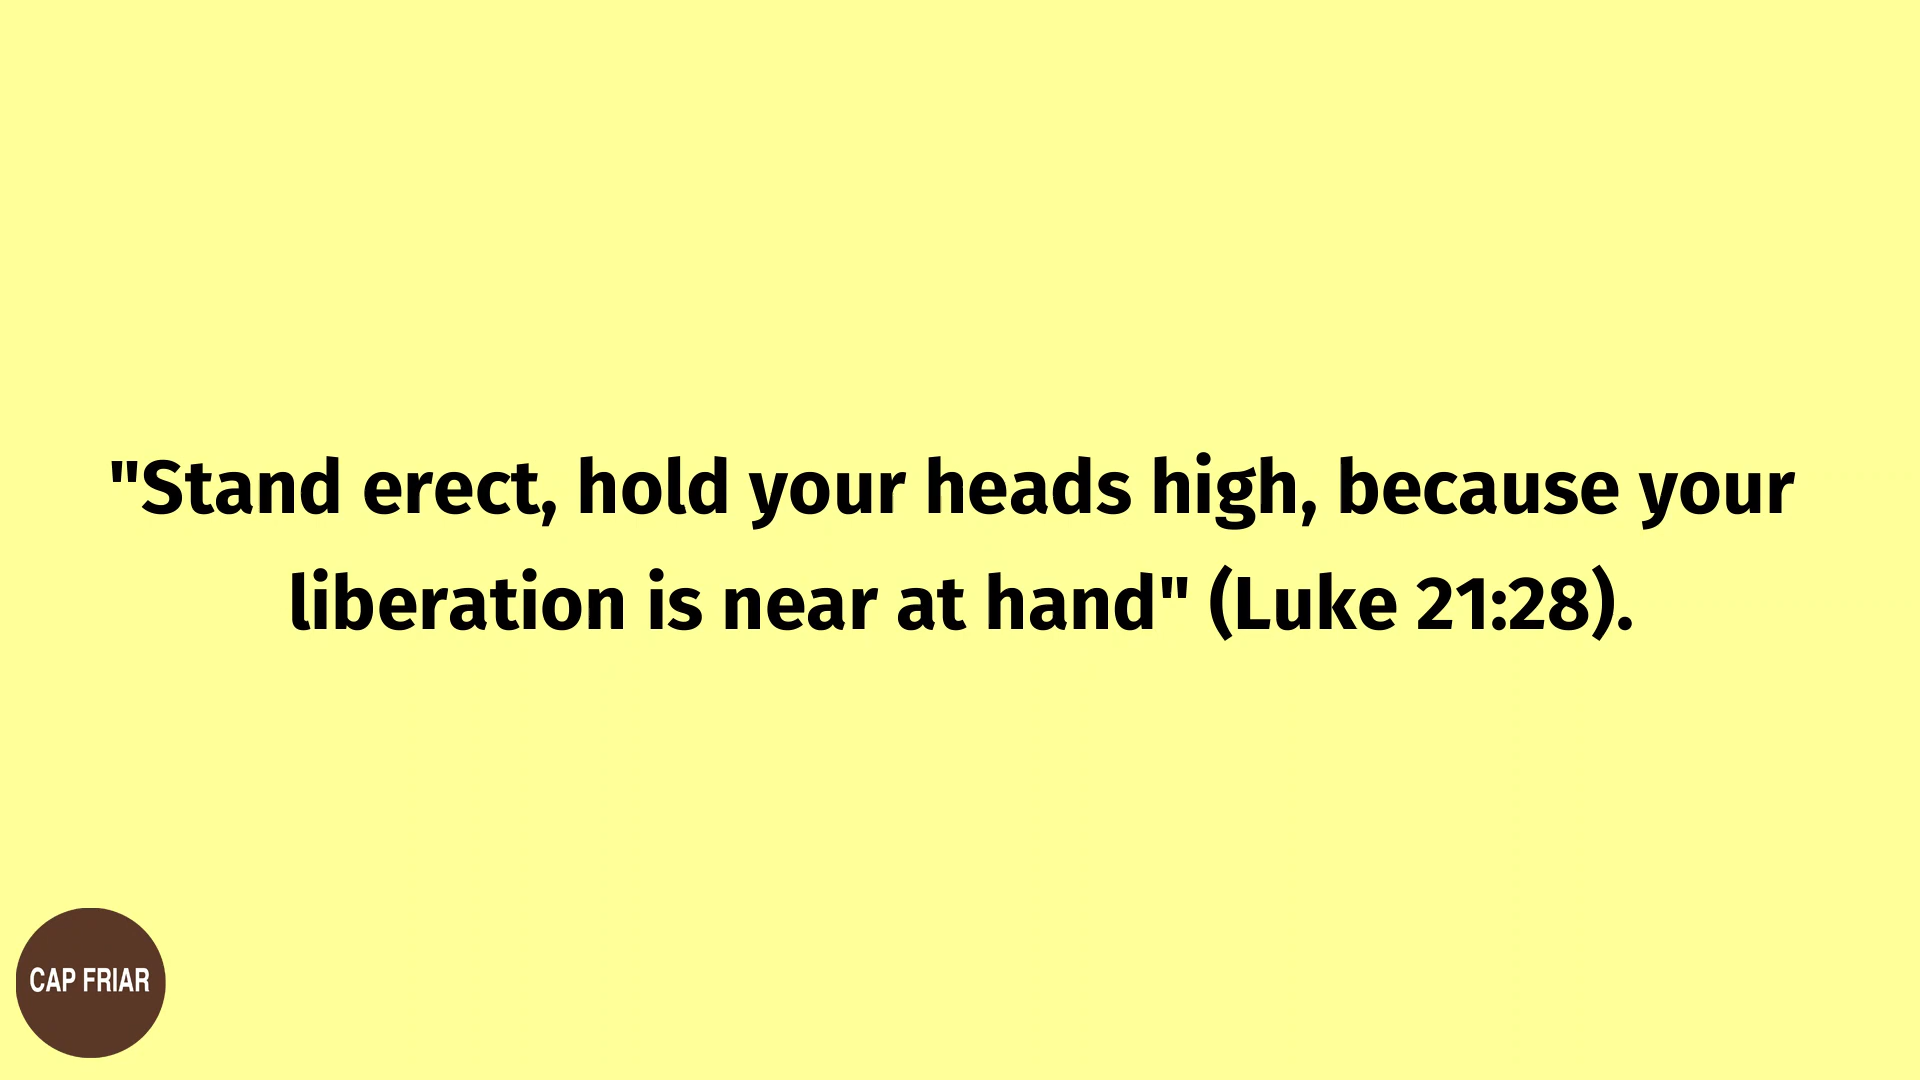 "Stand erect, hold your heads high, because your
liberation is near at hand" (Luke 21:28).
CAP FRIAR